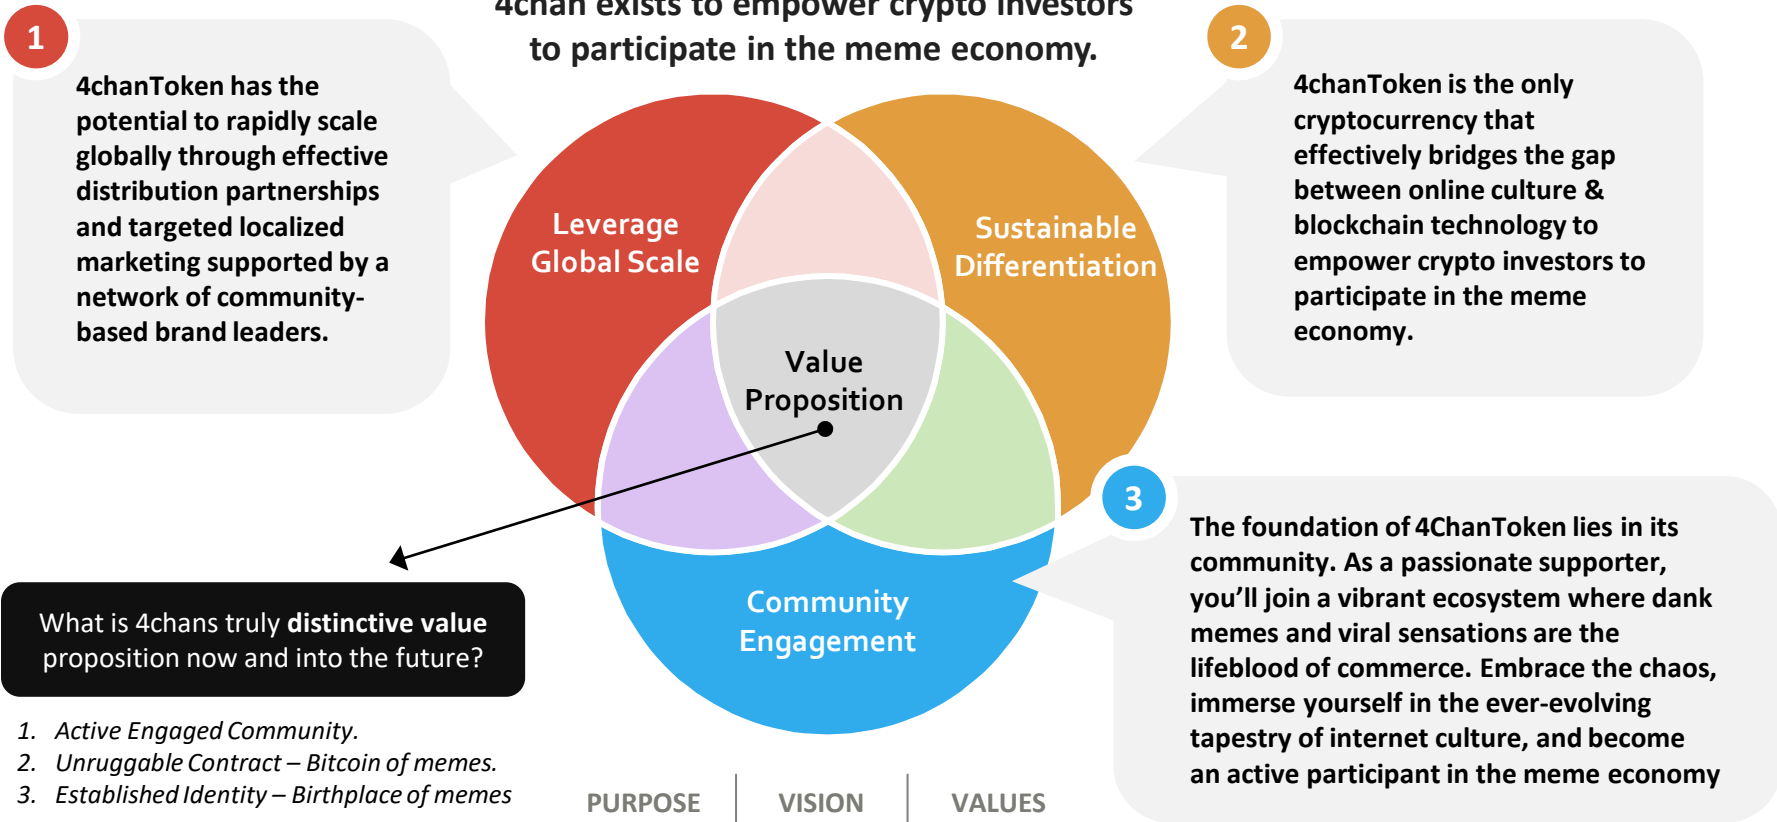 4chan exists to empower crypto investors
to participate in the meme economy.
1
4chanToken has the
potential to rapidly scale
globally through effective
distribution partnerships
and targeted localized
marketing supported by a
network of community-
based brand leaders.
2
4chanToken is the only
cryptocurrency that
effectively bridges the gap
between online culture &
blockchain technology to
empower crypto investors to
participate in the meme
economy.
Leverage
Global Scale
Sustainable
Differentiation
Value
Proposition
Community
Engagement
3
The foundation of 4ChanToken lies in its
community. As a passionate supporter,
you’ll join a vibrant ecosystem where dank
memes and viral sensations are the
lifeblood of commerce. Embrace the chaos,
immerse yourself in the ever-evolving
tapestry of internet culture, and become
an active participant in the meme economy
What is 4chans truly distinctive value
proposition now and into the future?
1. Active Engaged Community.
2. Unruggable Contract – Bitcoin of memes.
3. Established Identity – Birthplace of memes
PURPOSE
VISION
VALUES